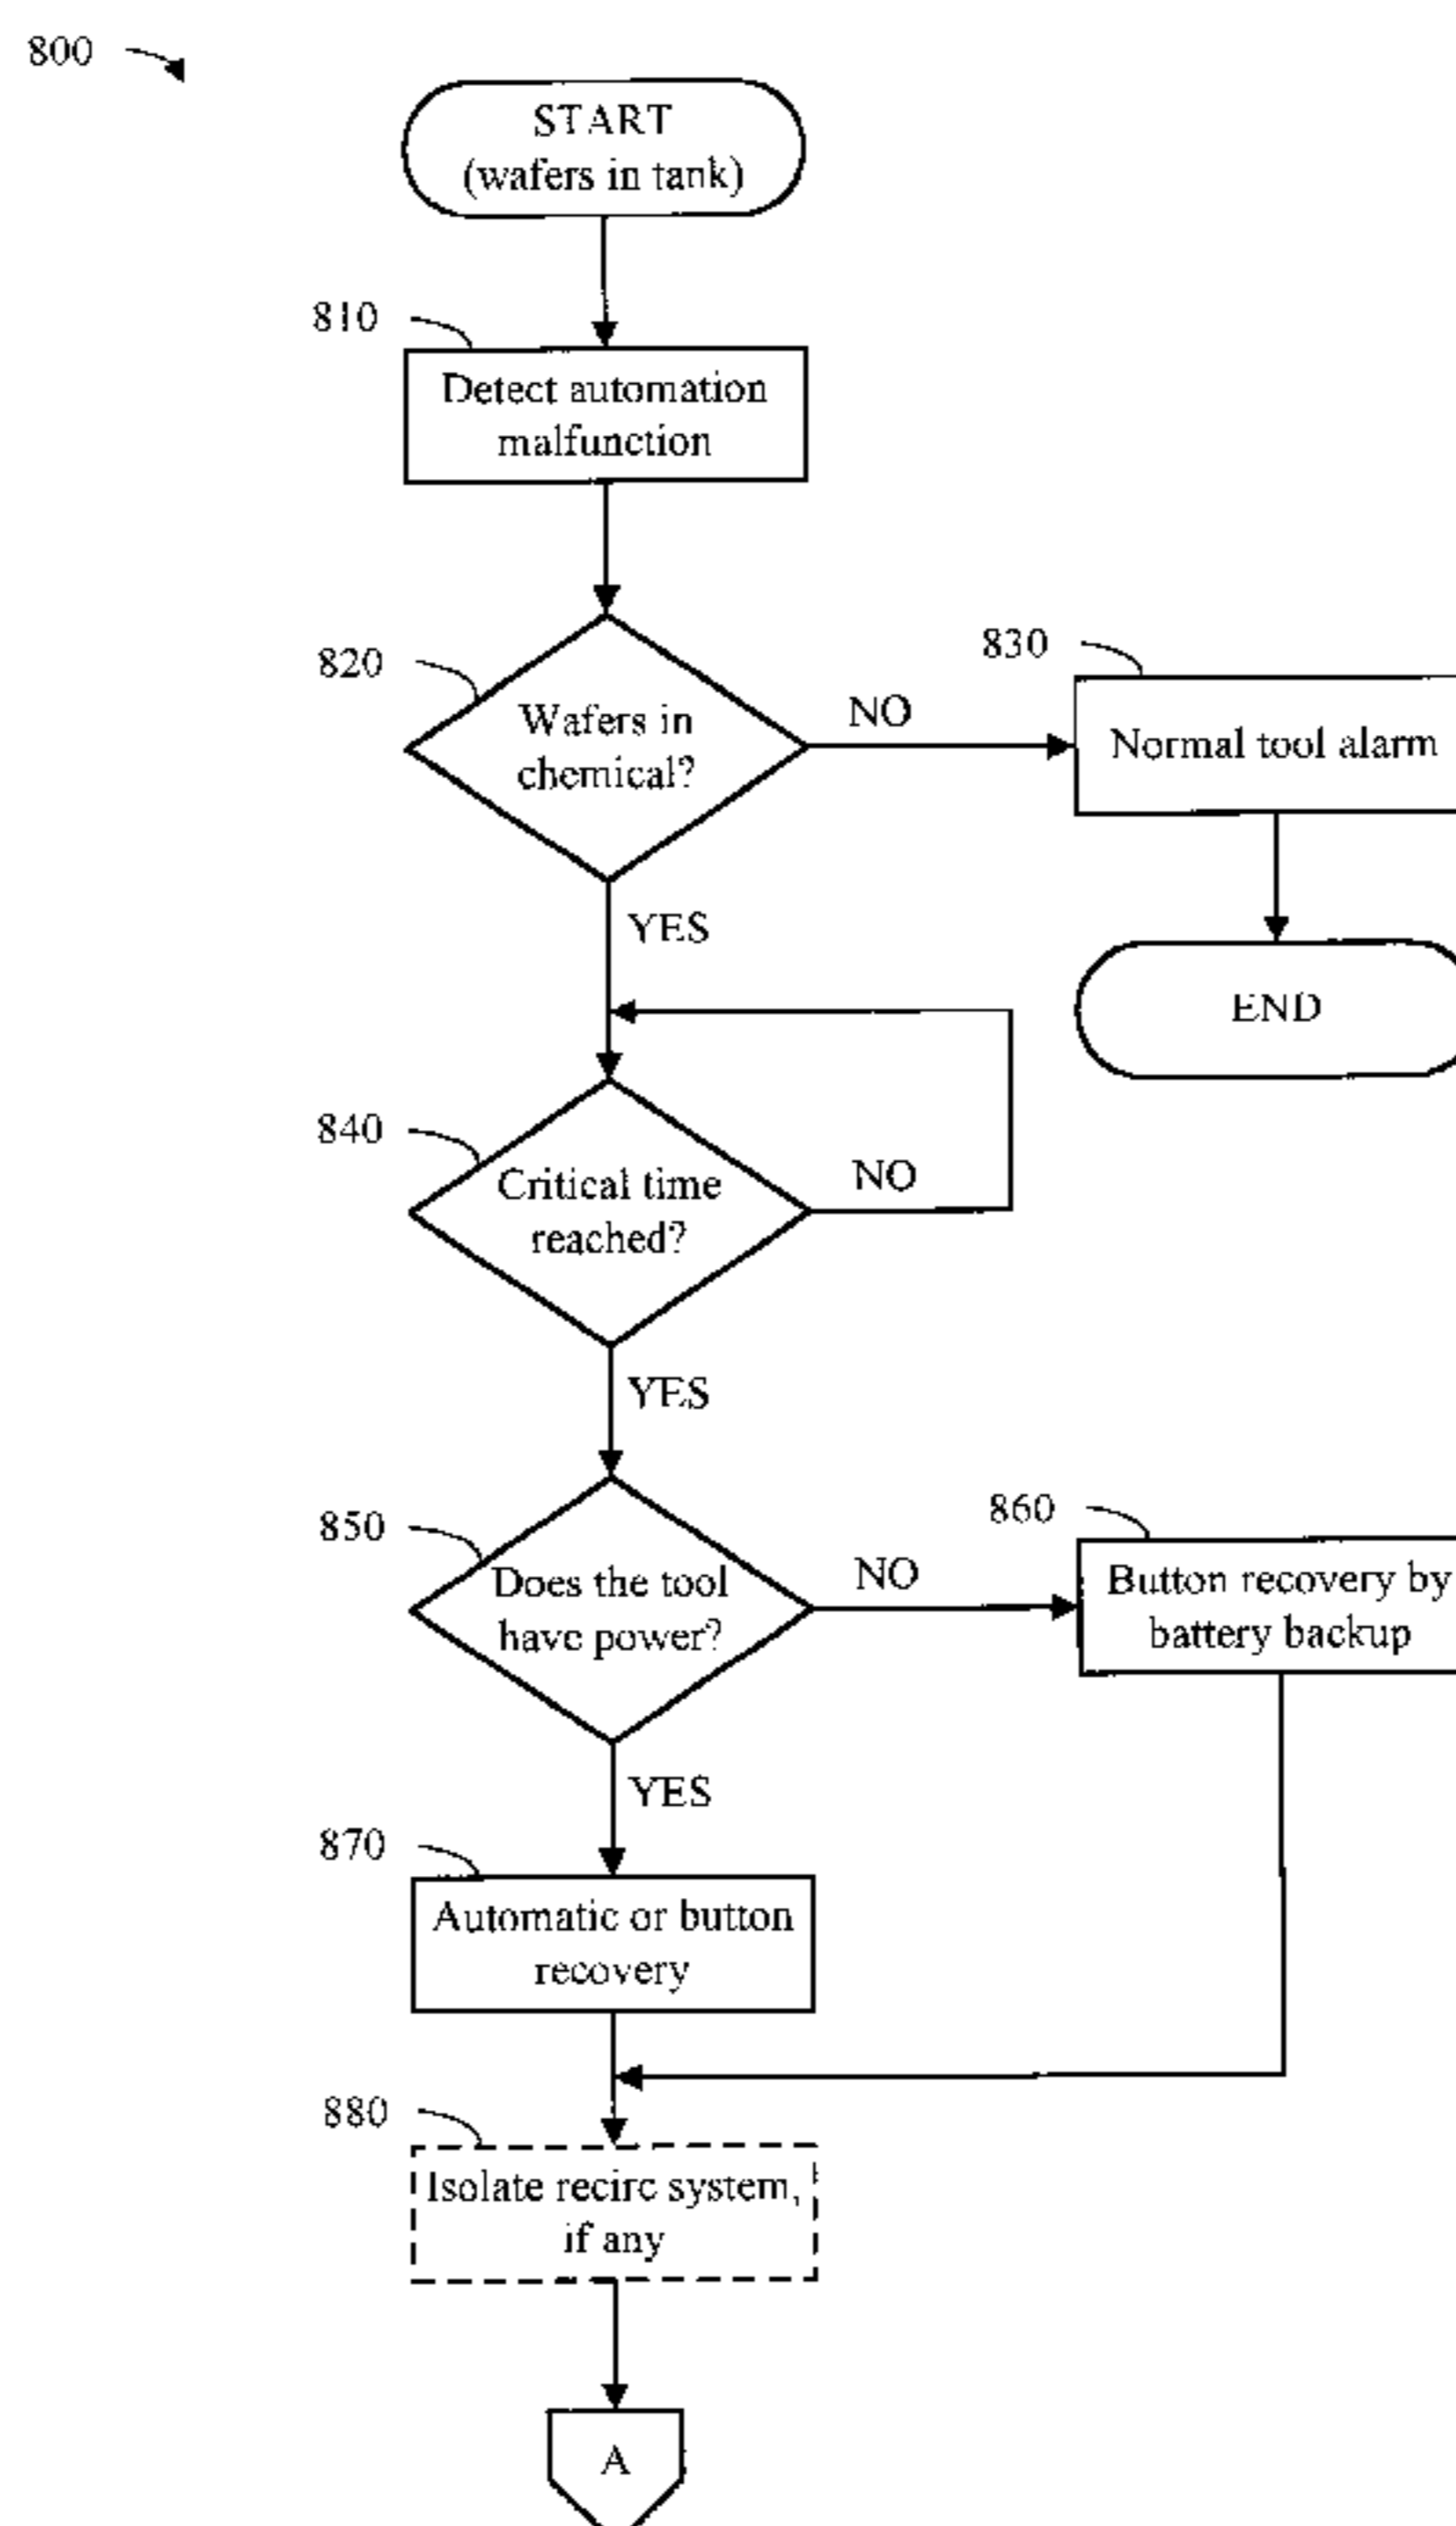 800
START
(wafers in tank)
810
Detect automation
malfunction
820
Wafers in
chemical?
NO
830
Normal tool alarm
YES
END
840
Critical time
reached?
NO
YES
850
Does the tool
have power?
NO
860
Button recovery by
battery backup
YES
870
Automatic or button
recovery
880
Isolate recirc system,
if any
A